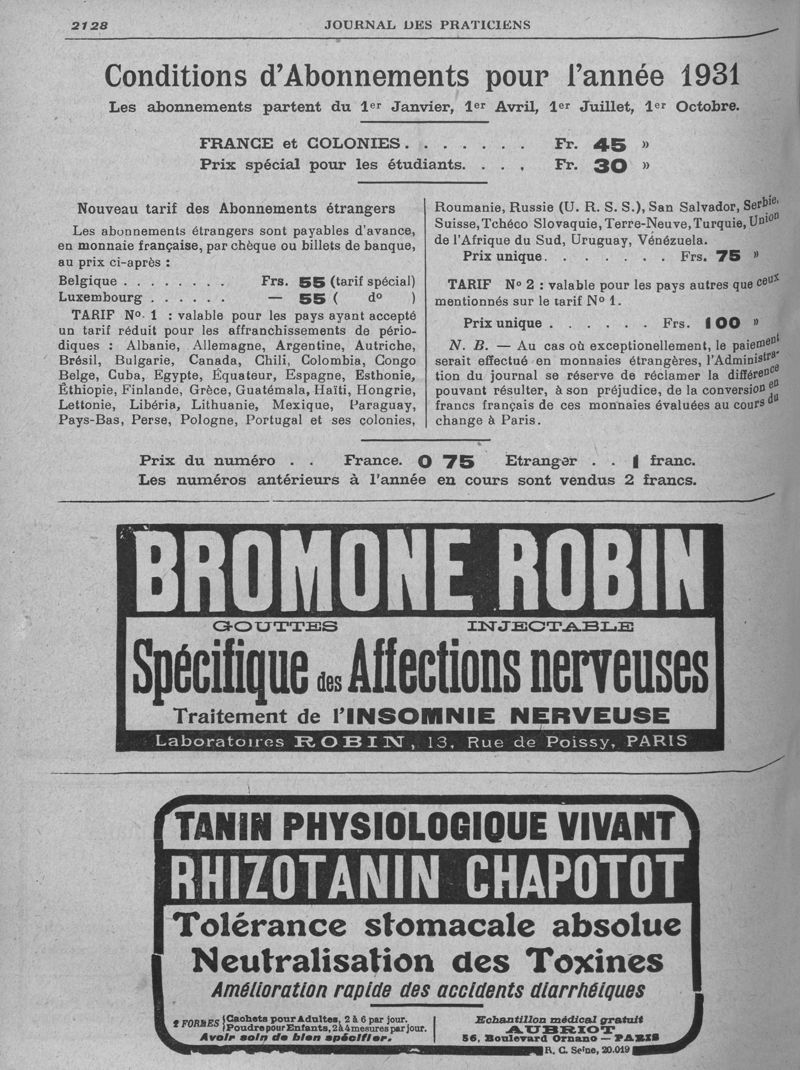 2128
JOURNAL DES PRATICIENS
Conditions d'Abonnements pour l'année 1931
Les abonnements partent du 1er Janvier, 1er Avril, 1er Juillet, 1er Octobre.
FRANCE et COLONIES. . . . . . . Fr. 45 »
Prix spécial pour les étudiants. . . . Fr. 30 »
Nouveau tarif des Abonnements étrangers
Les abonnements étrangers sont payables d'avance,
en monnaie française, par chèque ou billets de banque,
au prix ci-après :
Belgique . . . . . . . . Frs. 55 (tarif spécial)
Luxembourg . . . . . . — 55 ( do )
TARIF No. 1 : valable pour les pays ayant accepté
un tarif réduit pour les affranchissements de pério-
diques : Albanie, Allemagne, Argentine, Autriche,
Brésil, Bulgarie, Canada, Chili, Colombia, Congo
Belge, Cuba, Egypte, Équateur, Espagne, Esthonie,
Éthiopie, Finlande, Grèce, Guatémala, Haïti, Hongrie,
Lettonie, Libéria, Lithuanie, Mexique, Paraguay,
Pays-Bas, Perse, Pologne, Portugal et ses colonies,
Roumanie, Russie (U. R. S. S.), San Salvador, Serbie,
Suisse, Tchéco Slovaquie, Terre-Neuve, Turquie, Union
de l'Afrique du Sud, Uruguay, Vénézuela.
Prix unique. . . . . . . Frs. 75 »
TARIF No 2 : valable pour les pays autres que ceux
mentionnés sur le tarif No 1.
Prix unique . . . . . . Frs. 100 »
N. B. — Au cas où exceptionellement, le paiement
serait effectué en monnaies étrangères, l'Administra-
tion du journal se réserve de réclamer la différence
pouvant résulter, à son préjudice, de la conversion en
francs français de ces monnaies évaluées au cours du
change à Paris.
Prix du numéro . . France. 0 75 Etranger . . 1 franc.
Les numéros antérieurs à l'année en cours sont vendus 2 francs.
BROMONE ROBIN
GOUTTES INJECTABLE
Spécifique des Affections nerveuses
Traitement de l'INSOMNIE NERVEUSE
Laboratoires ROBIN, 13, Rue de Poissy, PARIS
TANIN PHYSIOLOGIQUE VIVANT
RHIZOTANIN CHAPOTOT
Tolérance stomacale absolue
Neutralisation des Toxines
Amélioration rapide des accidents diarrhéiques
2 FORMES { Cachets pour Adultes, 2 à 6 par jour.
Poudre pour Enfants, 2 à 4 mesures par jour.
Avoir soin de bien spécifier.
Echantillon médical gratuit
AUBRIOT
56, Boulevard Ornano — PARIS
R. C. Seine, 20.019